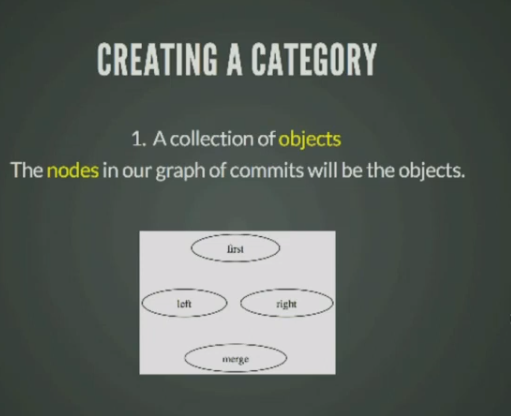 CREATING A CATEGORY
1. A collection of objects
The nodes in our graph of commits will be the objects.
first
left right
merge